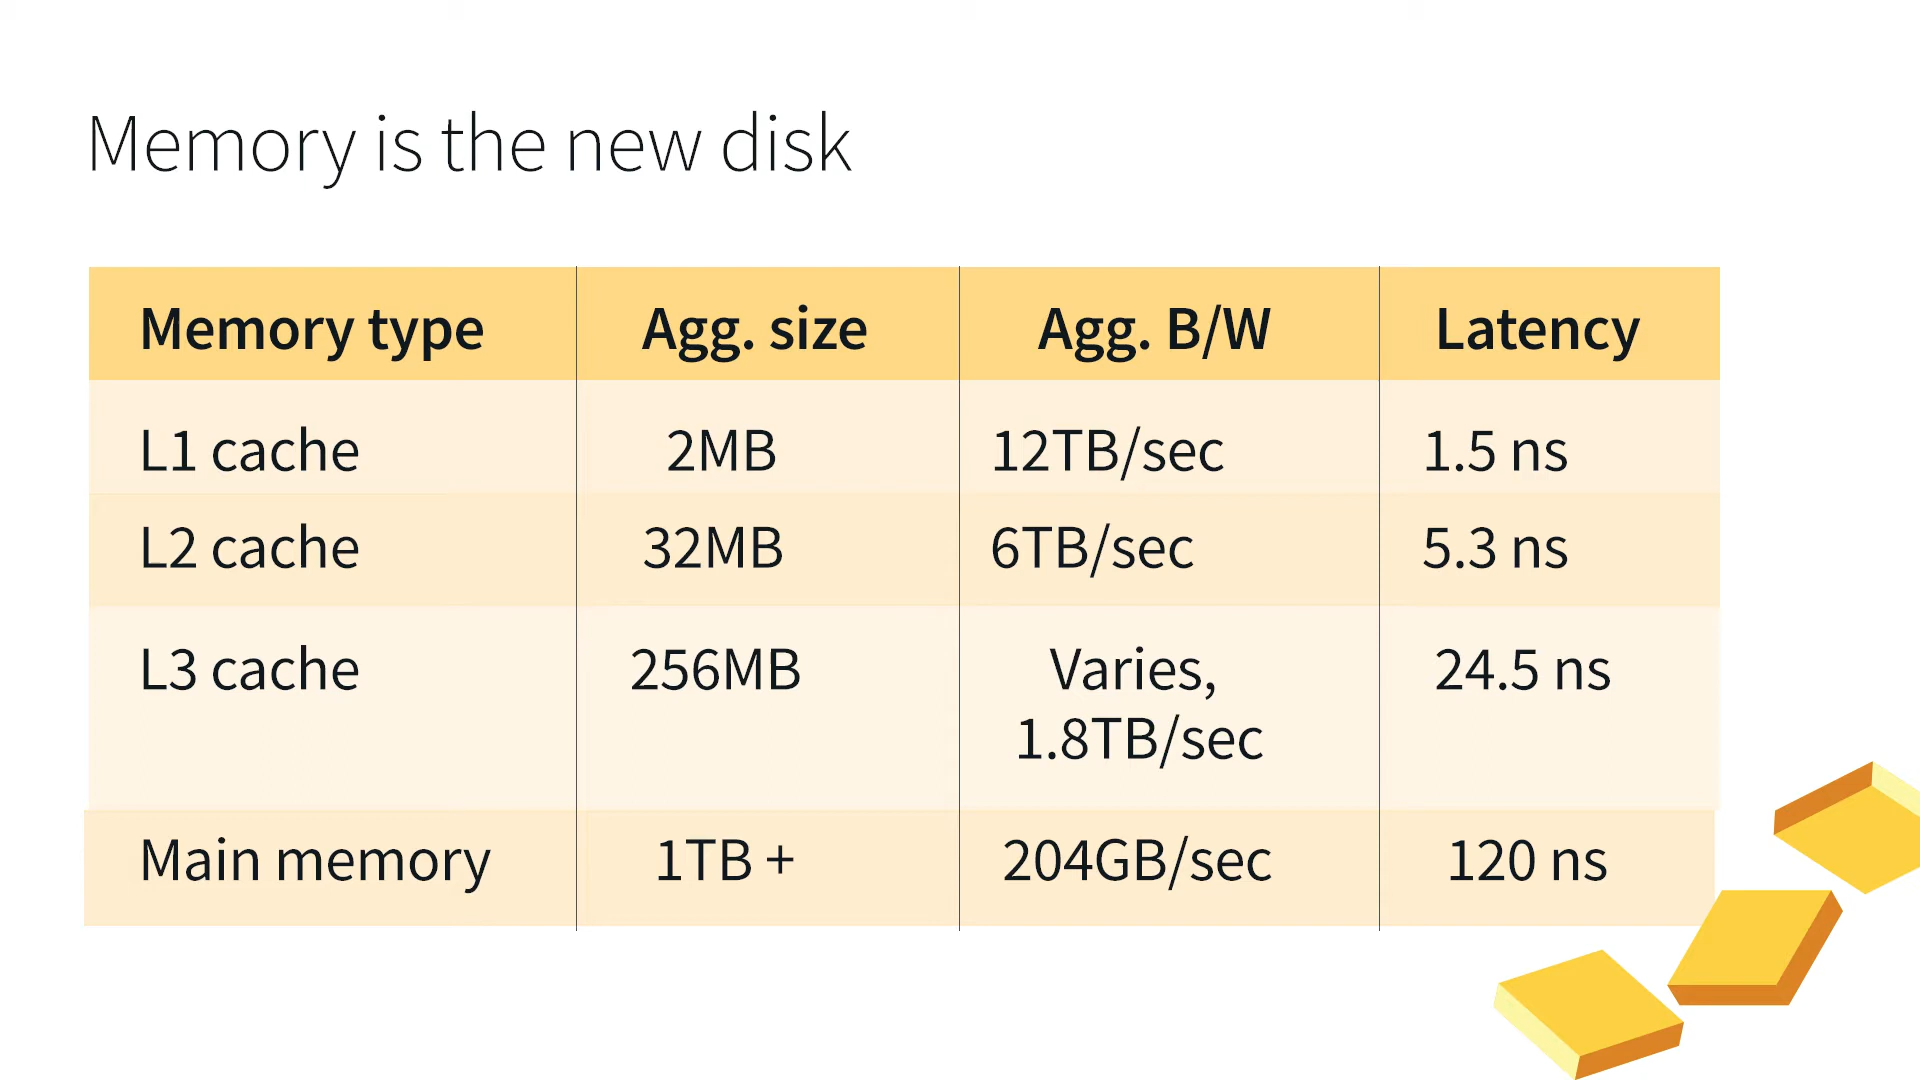 Memory is the new disk
Memory type Agg. size Agg. B/W Latency
L1 cache 2MB 12TB/sec 1.5 ns
L2 cache 32MB 6TB/sec 5.3 ns
L3 cache 256MB Varies, 24.5 ns
1.8TB/sec
Main memory 1TB + 204GB/sec 120 ns